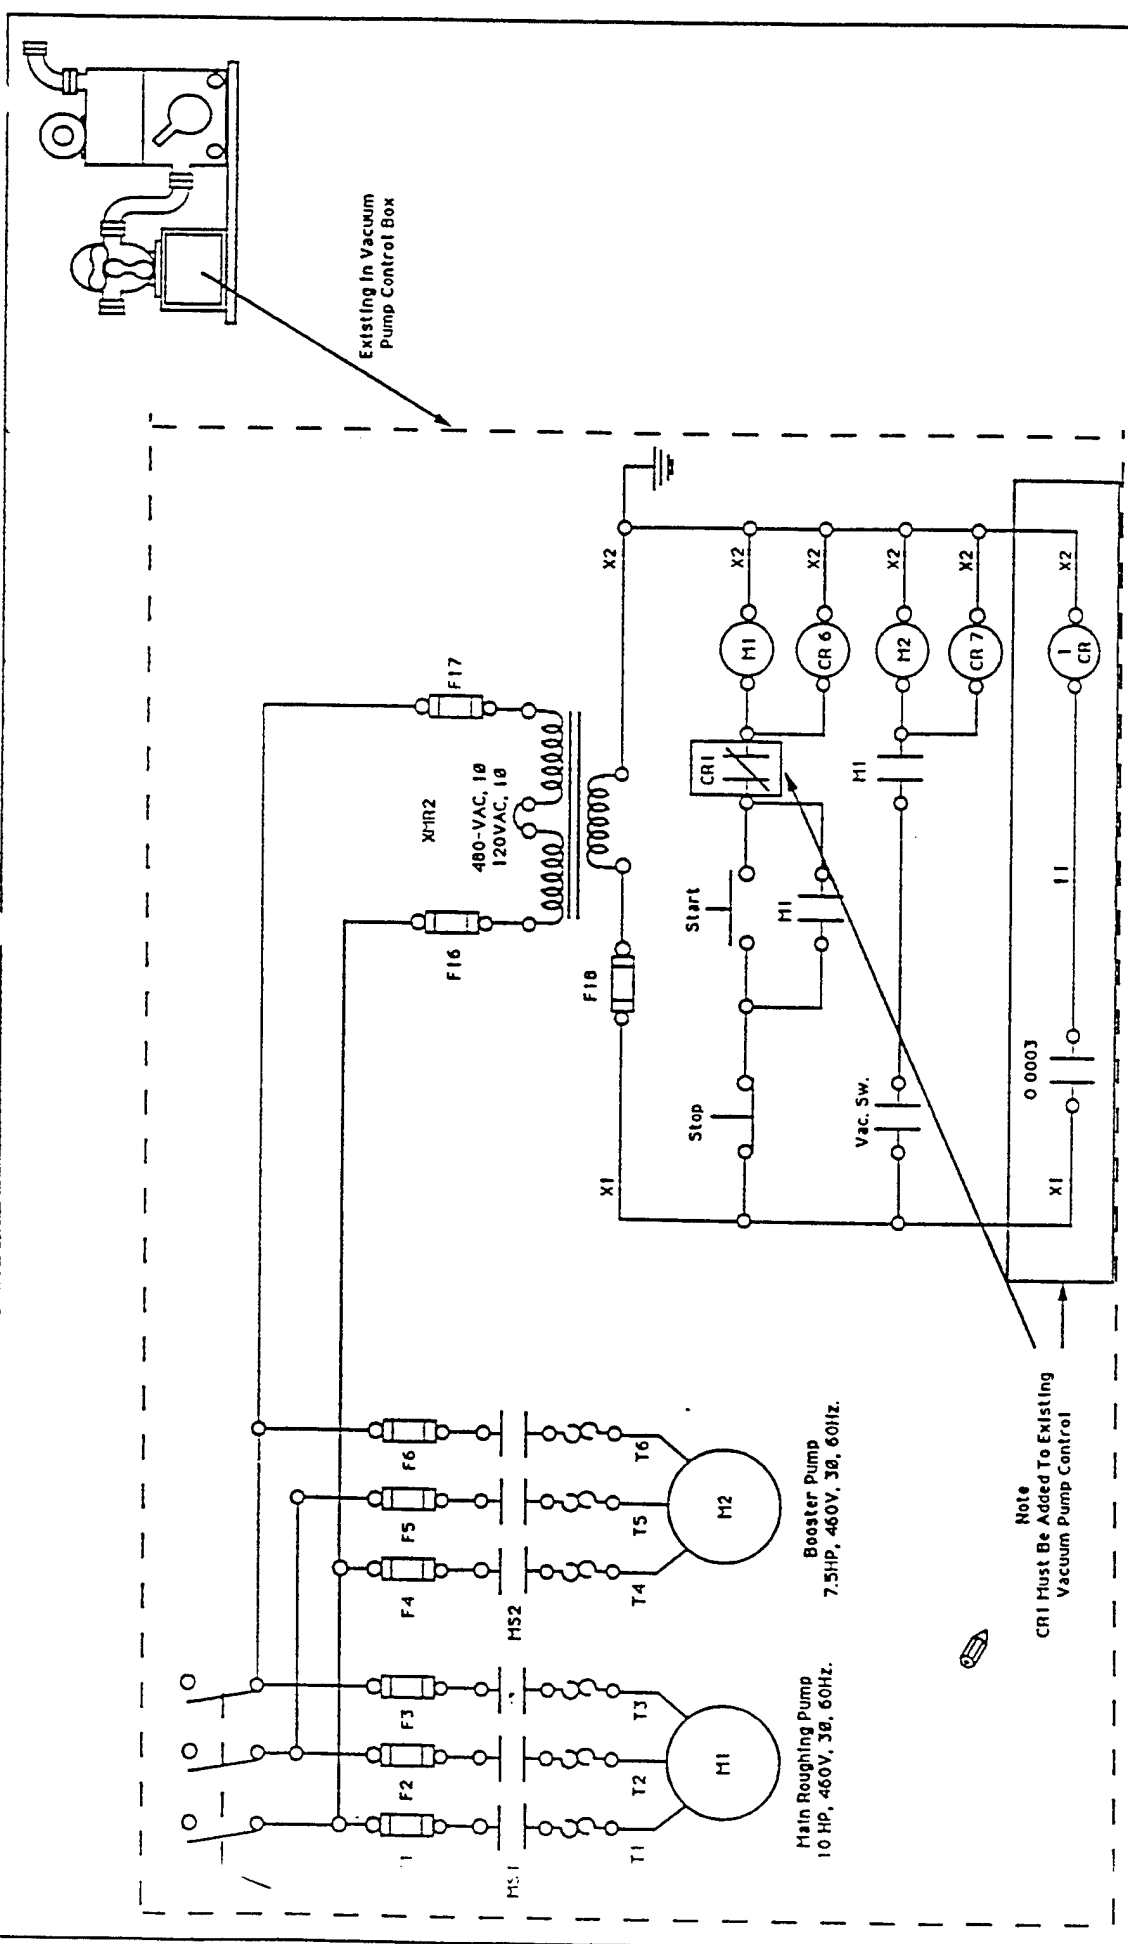 Existing in Vacuum
Pump Control Box
F17
XMR2
480-VAC, 1Ø
120VAC, 1Ø
F16
F18
X2
X1
X2
M1
CR1
Start
M1
Stop
X2
CR 6
X2
M2
M1
Vac. Sw.
X2
CR 7
X2
1
CR
11
0 0003
X1
F6
F5
F4
MS2
T6
T5
T4
M2
Booster Pump
7.5HP, 460V, 3Ø, 60Hz.
F3
F2
1
MS1
T3
T2
T1
M1
Main Roughing Pump
10 HP, 460V, 3Ø, 60Hz.
Note
CR1 Must Be Added To Existing
Vacuum Pump Control